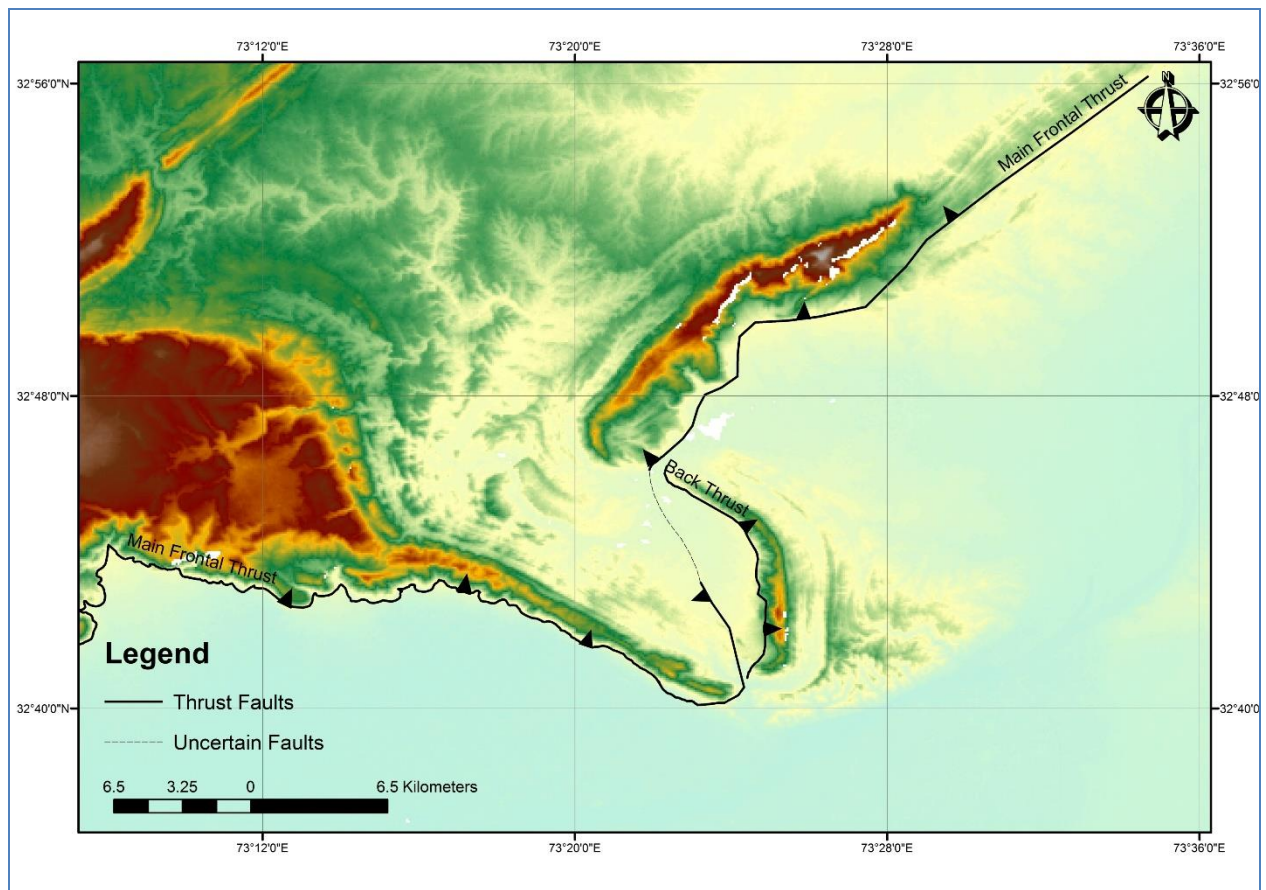 73°12'0"E 73°20'0"E 73°28'0"E 73°36'0"E
32°56'0"N 32°56'0
N
Main Frontal Thrust
32°48'0"N 32°48'0
Back Thrust
Main Frontal Thrust
Legend
Thrust Faults
32°40'0"N 32°40'0
Uncertain Faults
6.5 3.25 0 6.5 Kilometers
73°12'0"E 73°20'0"E 73°28'0"E 73°36'0"E